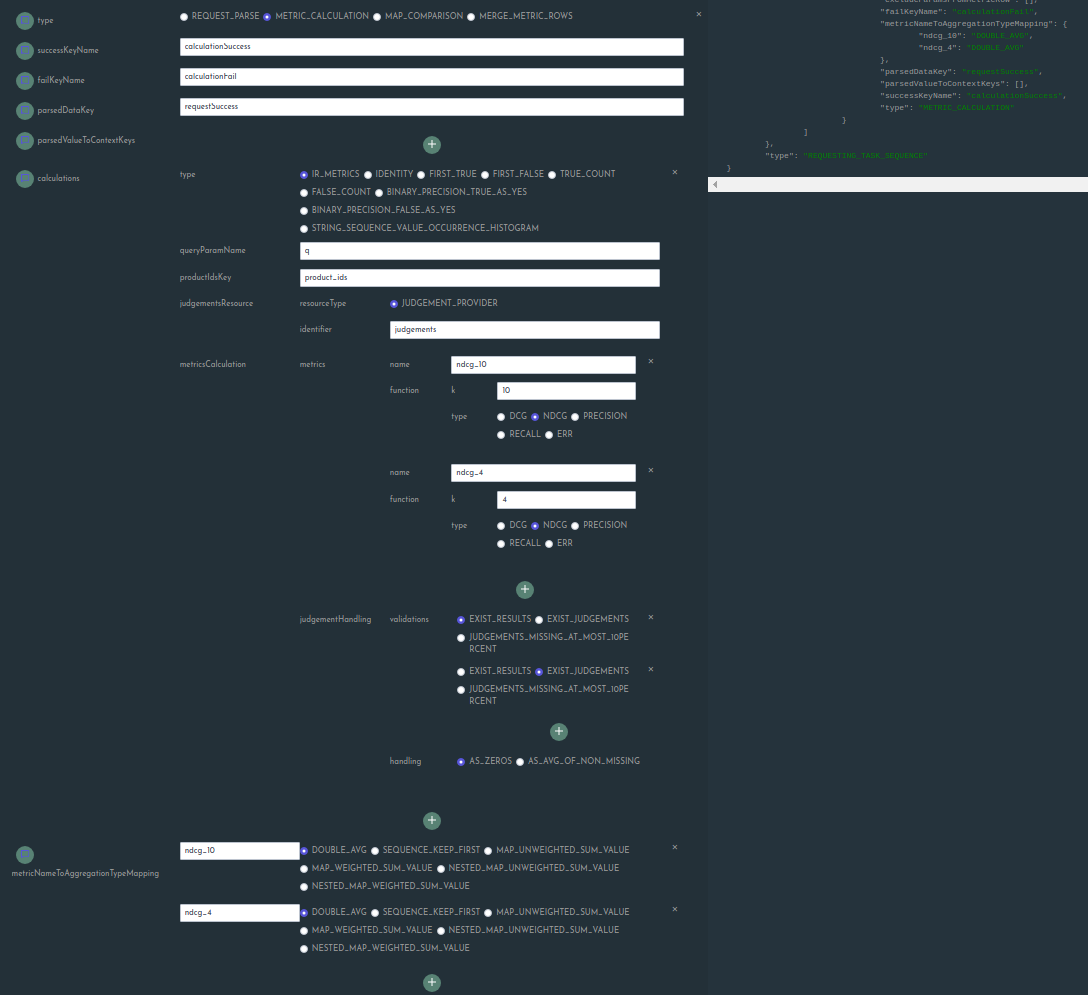 type
REQUEST_PARSE METRIC_CALCULATION MAP_COMPARISON MERGE_METRIC_ROWS ×
successKeyName calculationSuccess
failKeyName calculationFail
parsedDataKey requestSuccess
parsedValueToContextKeys
+
calculations
type IR_METRICS IDENTITY FIRST_TRUE FIRST_FALSE TRUE_COUNT ×
FALSE_COUNT BINARY_PRECISION_TRUE_AS_YES
BINARY_PRECISION_FALSE_AS_YES
STRING_SEQUENCE_VALUE_OCCURRENCE_HISTOGRAM
queryParamName q
productIdsKey product_ids
judgementsResource resourceType JUDGEMENT_PROVIDER
identifier judgements
metricsCalculation metrics name ndcg_10 ×
function k 10
type DCG NDCG PRECISION
RECALL ERR
name ndcg_4 ×
function k 4
type DCG NDCG PRECISION
RECALL ERR
+
judgementHandling validations EXIST_RESULTS EXIST_JUDGEMENTS ×
JUDGEMENTS_MISSING_AT_MOST_10PE
RCENT
EXIST_RESULTS EXIST_JUDGEMENTS ×
JUDGEMENTS_MISSING_AT_MOST_10PE
RCENT
+
handling AS_ZEROS AS_AVG_OF_NON_MISSING
+
metricNameToAggregationTypeMapping
ndcg_10 DOUBLE_AVG SEQUENCE_KEEP_FIRST MAP_UNWEIGHTED_SUM_VALUE ×
MAP_WEIGHTED_SUM_VALUE NESTED_MAP_UNWEIGHTED_SUM_VALUE
NESTED_MAP_WEIGHTED_SUM_VALUE
ndcg_4 DOUBLE_AVG SEQUENCE_KEEP_FIRST MAP_UNWEIGHTED_SUM_VALUE ×
MAP_WEIGHTED_SUM_VALUE NESTED_MAP_UNWEIGHTED_SUM_VALUE
NESTED_MAP_WEIGHTED_SUM_VALUE
+
"failKeyName": "calculationFail",
"metricNameToAggregationTypeMapping": {
"ndcg_10": "DOUBLE_AVG",
"ndcg_4": "DOUBLE_AVG"
},
"parsedDataKey": "requestSuccess",
"parsedValueToContextKeys": [],
"successKeyName": "calculationSuccess",
"type": "METRIC_CALCULATION"
}
]
},
"type": "REQUESTING_TASK_SEQUENCE"
}